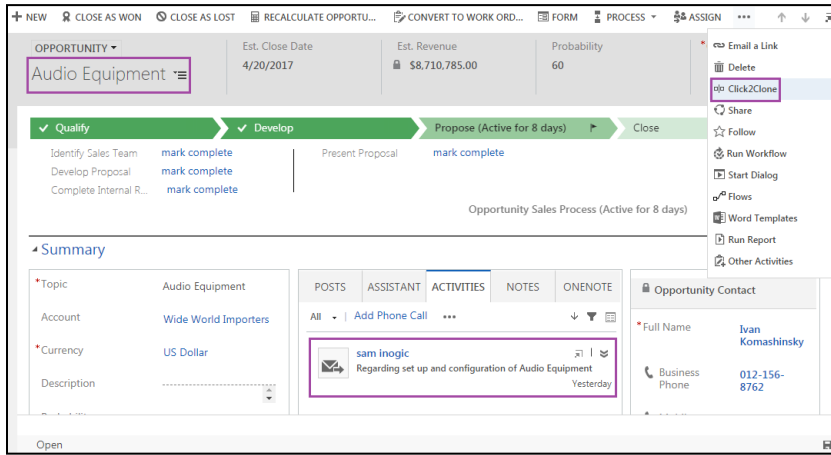 + NEW CLOSE AS WON CLOSE AS LOST RECALCULATE OPPORTU... CONVERT TO WORK ORD... FORM PROCESS ASSIGN ...
OPPORTUNITY
Audio Equipment
Est. Close Date
4/20/2017
Est. Revenue
$8,710,785.00
Probability
60
*
Email a Link
Delete
Click2Clone
Share
Follow
Run Workflow
Start Dialog
Flows
Word Templates
Run Report
Other Activities
Qualify
Develop
Propose (Active for 8 days)
Close
Identify Sales Team mark complete
Develop Proposal mark complete
Complete Internal R... mark complete
Present Proposal mark complete
Opportunity Sales Process (Active for 8 days)
Summary
*Topic Audio Equipment
Account Wide World Importers
*Currency US Dollar
Description
POSTS ASSISTANT ACTIVITIES NOTES ONENOTE
All Add Phone Call ...
sam inogic
Regarding set up and configuration of Audio Equipment
Yesterday
Opportunity Contact
*Full Name Ivan
Komashinsky
Business
Phone
012-156-
8762
Open